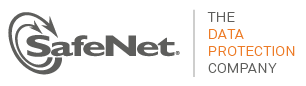 SafeNet®
THE
DATA
PROTECTION
COMPANY